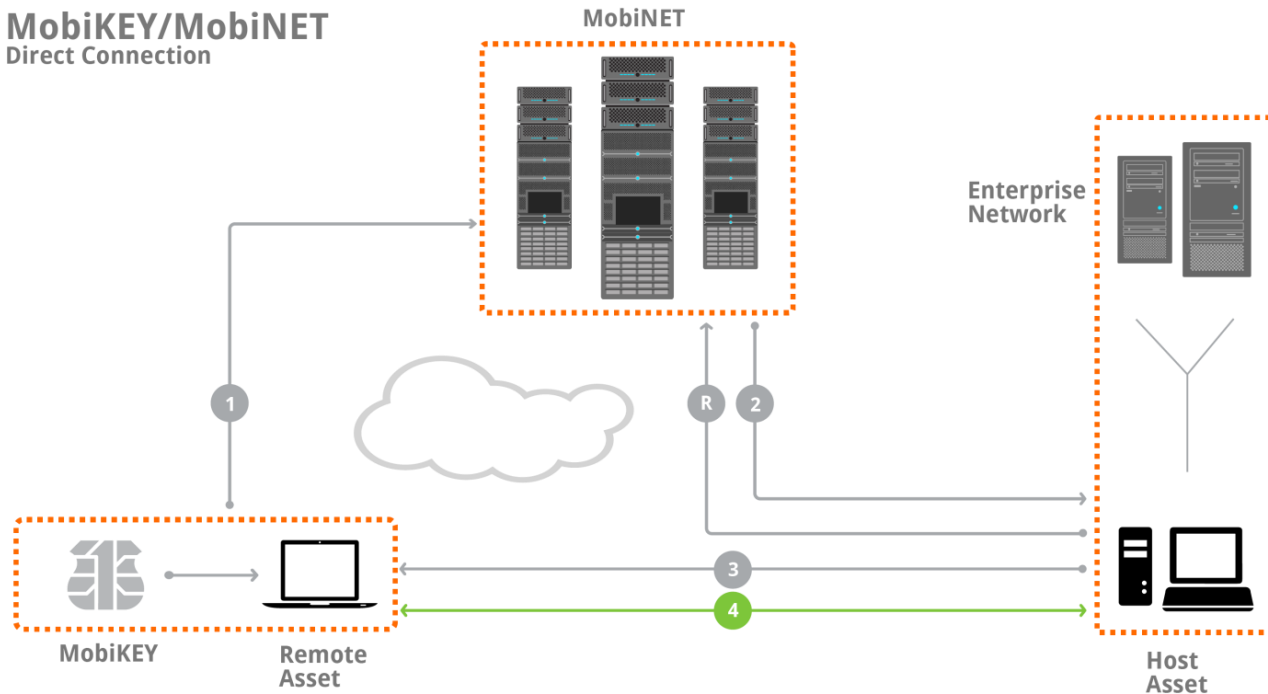 MobiKEY/MobiNET
Direct Connection
MobiNET
Enterprise
Network
1
R
2
3
4
MobiKEY
Remote
Asset
Host
Asset